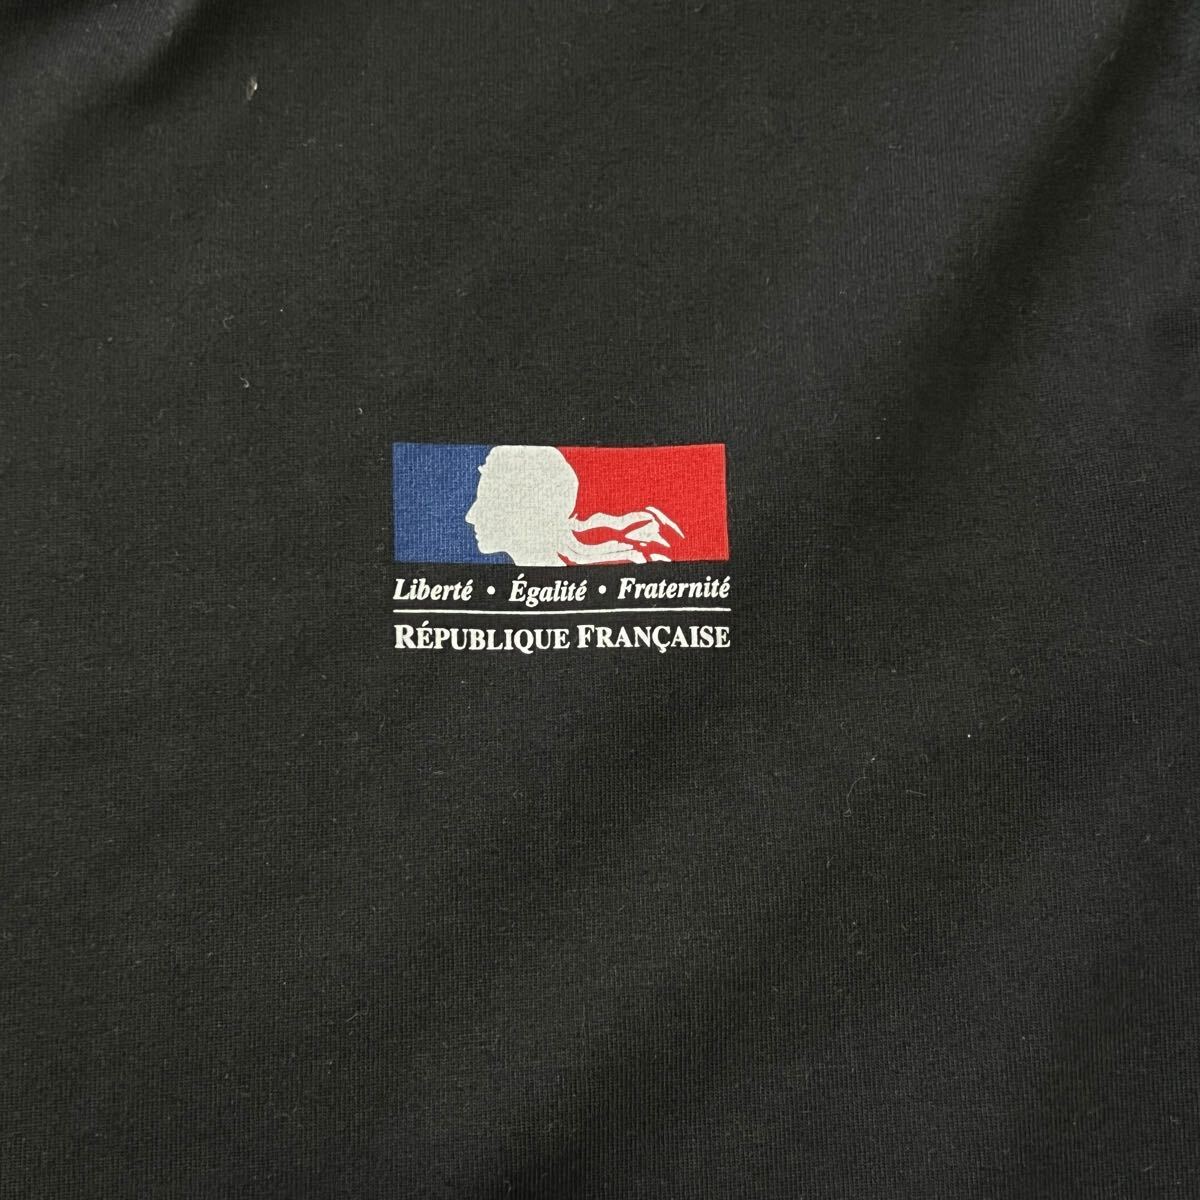 Liberté • Égalité • Fraternité
RÉPUBLIQUE FRANÇAISE